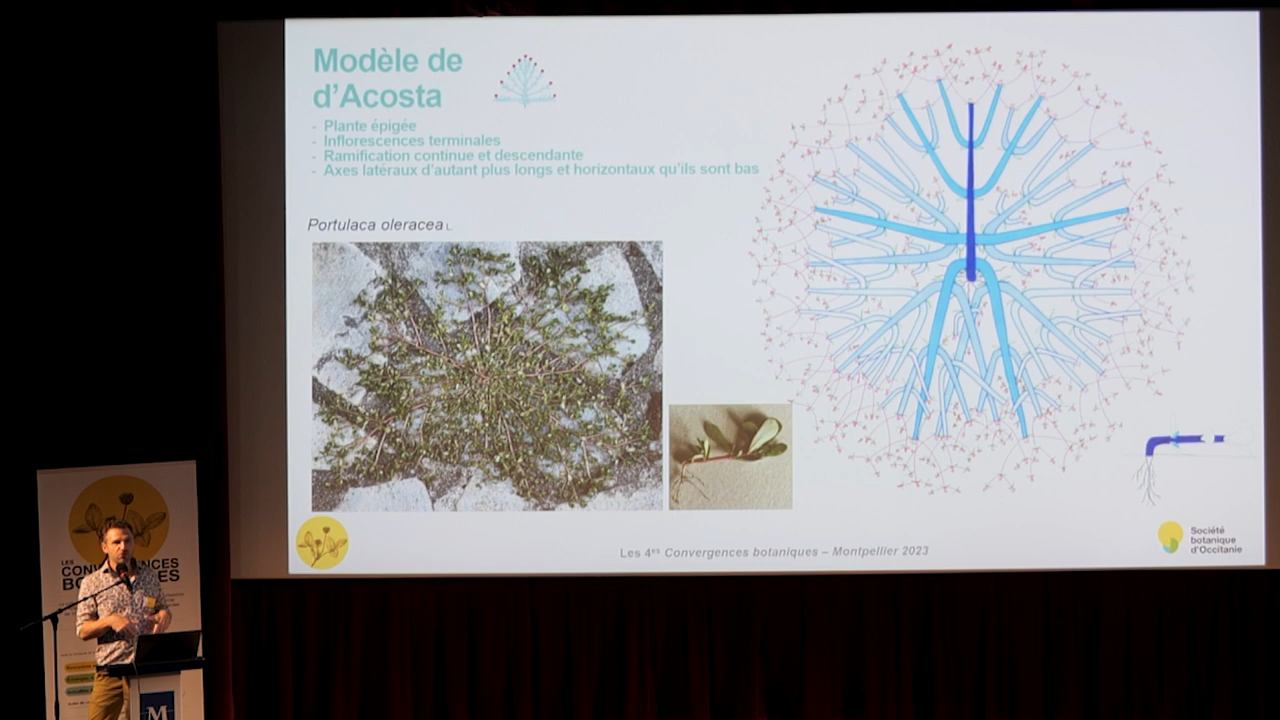 Modèle de
d'Acosta
- Plante épigée
- Inflorescences terminales
- Ramification continue et descendante
- Axes latéraux d'autant plus longs et horizontaux qu'ils sont bas
Portulaca oleracea L.
Les 4es Convergences botaniques – Montpellier 2023
Société
botanique
d'Occitanie
LES
M